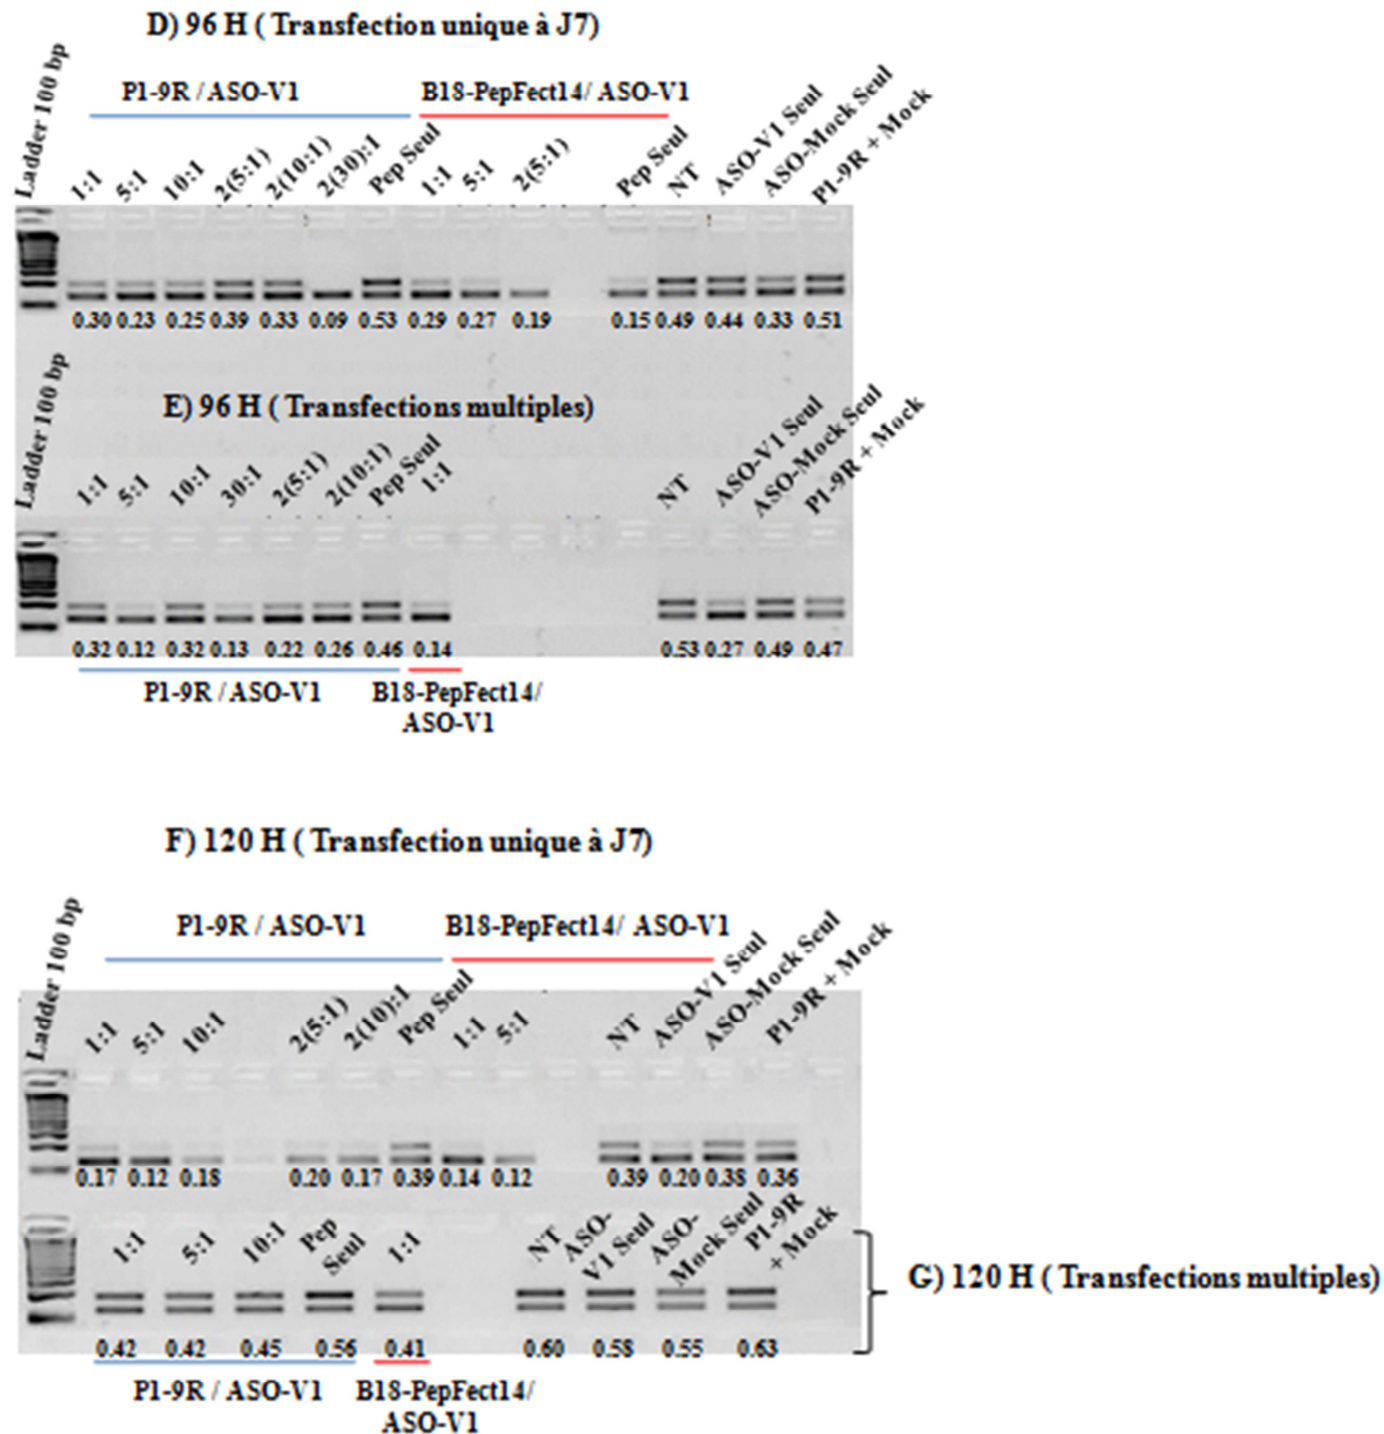 D) 96 H ( Transfection unique à J7)
P1-9R / ASO-V1 B18-PepFect14/ ASO-V1
Ladder 100 bp 1:1 5:1 10:1 2(5:1) 2(10:1) 2(30):1 Pep Seul 1:1 5:1 2(5:1) Pep Seul NT ASO-V1 Seul ASO-Mock Seul P1-9R + Mock
0.30 0.23 0.25 0.39 0.33 0.09 0.53 0.29 0.27 0.19 0.15 0.49 0.44 0.33 0.51
E) 96 H ( Transfections multiples)
Ladder 100 bp 1:1 5:1 10:1 30:1 2(5:1) 2(10:1) Pep Seul 1:1 NT ASO-V1 Seul ASO-Mock Seul P1-9R + Mock
0.32 0.12 0.32 0.13 0.22 0.26 0.46 0.14 0.53 0.27 0.49 0.47
P1-9R / ASO-V1 B18-PepFect14/
ASO-V1
F) 120 H ( Transfection unique à J7)
P1-9R / ASO-V1 B18-PepFect14/ ASO-V1
Ladder 100 bp 1:1 5:1 10:1 2(5:1) 2(10):1 Pep Seul 1:1 5:1 NT ASO-V1 Seul ASO-Mock Seul P1-9R + Mock
0.17 0.12 0.18 0.20 0.17 0.39 0.14 0.12 0.39 0.20 0.38 0.36
1:1 5:1 10:1 Pep Seul 1:1 NT ASO-V1 Seul ASO-Mock Seul P1-9R + Mock
G) 120 H ( Transfections multiples)
0.42 0.42 0.45 0.56 0.41 0.60 0.58 0.55 0.63
P1-9R / ASO-V1 B18-PepFect14/
ASO-V1